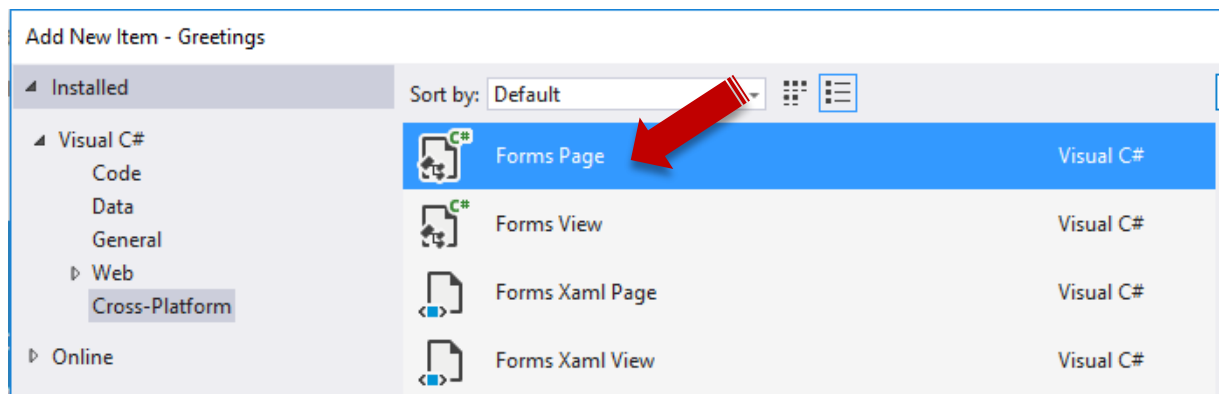 Add New Item - Greetings
Installed
Sort by: Default
Visual C#
Code
Data
General
Web
Cross-Platform
Online
C# Forms Page Visual C#
C# Forms View Visual C#
Forms Xaml Page Visual C#
Forms Xaml View Visual C#